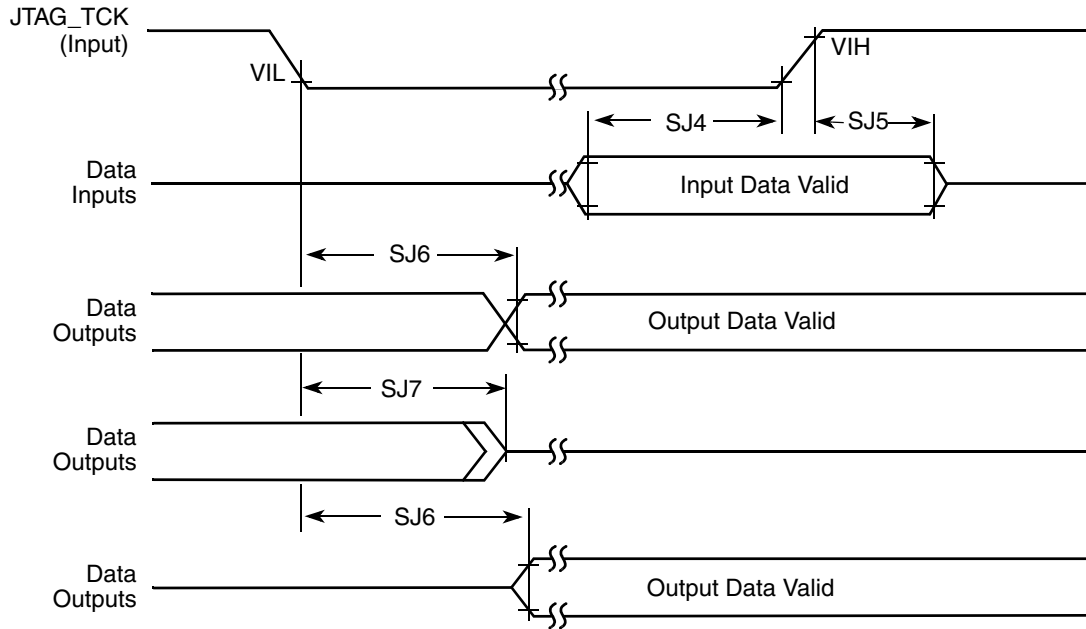 JTAG_TCK
(Input)
VIL
VIH
SJ4
SJ5
Data
Inputs
Input Data Valid
SJ6
Data
Outputs
Output Data Valid
SJ7
Data
Outputs
SJ6
Data
Outputs
Output Data Valid